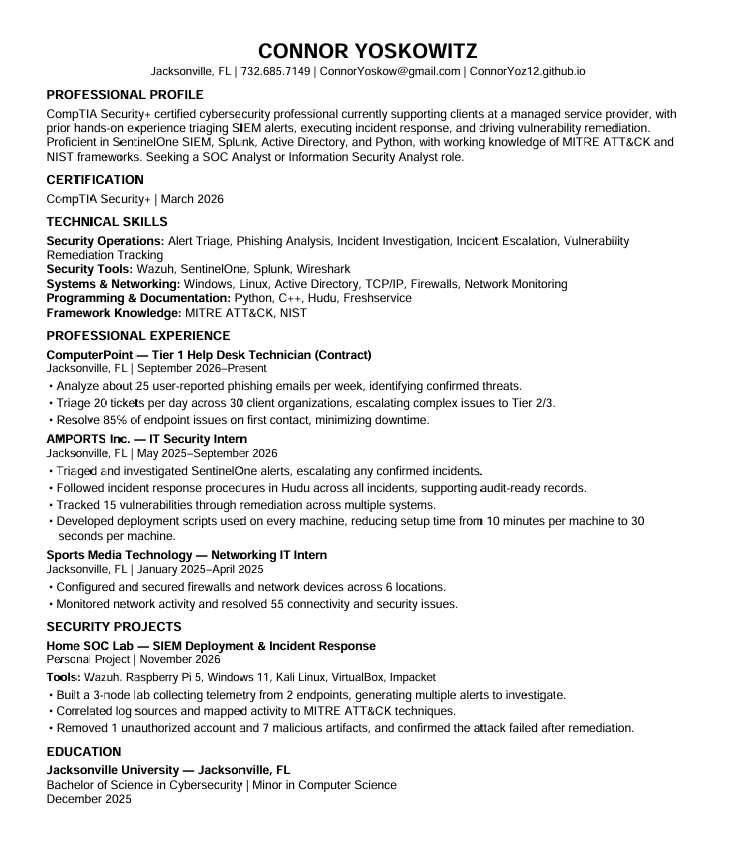 CONNOR YOSKOWITZ
Jacksonville, FL | 732.685.7149 | ConnorYoskow@gmail.com | ConnorYoz12.github.io
PROFESSIONAL PROFILE
CompTIA Security+ certified cybersecurity professional currently supporting clients at a managed service provider, with
prior hands-on experience triaging SIEM alerts, executing incident response, and driving vulnerability remediation.
Proficient in SentinelOne SIEM, Splunk, Active Directory, and Python, with working knowledge of MITRE ATT&CK and
NIST frameworks. Seeking a SOC Analyst or Information Security Analyst role.
CERTIFICATION
CompTIA Security+ | March 2026
TECHNICAL SKILLS
Security Operations: Alert Triage, Phishing Analysis, Incident Investigation, Incident Escalation, Vulnerability
Remediation Tracking
Security Tools: Wazuh, SentinelOne, Splunk, Wireshark
Systems & Networking: Windows, Linux, Active Directory, TCP/IP, Firewalls, Network Monitoring
Programming & Documentation: Python, C++, Hudu, Freshservice
Framework Knowledge: MITRE ATT&CK, NIST
PROFESSIONAL EXPERIENCE
ComputerPoint — Tier 1 Help Desk Technician (Contract)
Jacksonville, FL | September 2026–Present
• Analyze about 25 user-reported phishing emails per week, identifying confirmed threats.
• Triage 20 tickets per day across 30 client organizations, escalating complex issues to Tier 2/3.
• Resolve 85% of endpoint issues on first contact, minimizing downtime.
AMPORTS Inc. — IT Security Intern
Jacksonville, FL | May 2025–September 2026
• Triaged and investigated SentinelOne alerts, escalating any confirmed incidents.
• Followed incident response procedures in Hudu across all incidents, supporting audit-ready records.
• Tracked 15 vulnerabilities through remediation across multiple systems.
• Developed deployment scripts used on every machine, reducing setup time from 10 minutes per machine to 30
seconds per machine.
Sports Media Technology — Networking IT Intern
Jacksonville, FL | January 2025–April 2025
• Configured and secured firewalls and network devices across 6 locations.
• Monitored network activity and resolved 55 connectivity and security issues.
SECURITY PROJECTS
Home SOC Lab — SIEM Deployment & Incident Response
Personal Project | November 2026
Tools: Wazuh. Raspberry Pi 5, Windows 11, Kali Linux, VirtualBox, Impacket
• Built a 3-node lab collecting telemetry from 2 endpoints, generating multiple alerts to investigate.
• Correlated log sources and mapped activity to MITRE ATT&CK techniques.
• Removed 1 unauthorized account and 7 malicious artifacts, and confirmed the attack failed after remediation.
EDUCATION
Jacksonville University — Jacksonville, FL
Bachelor of Science in Cybersecurity | Minor in Computer Science
December 2025